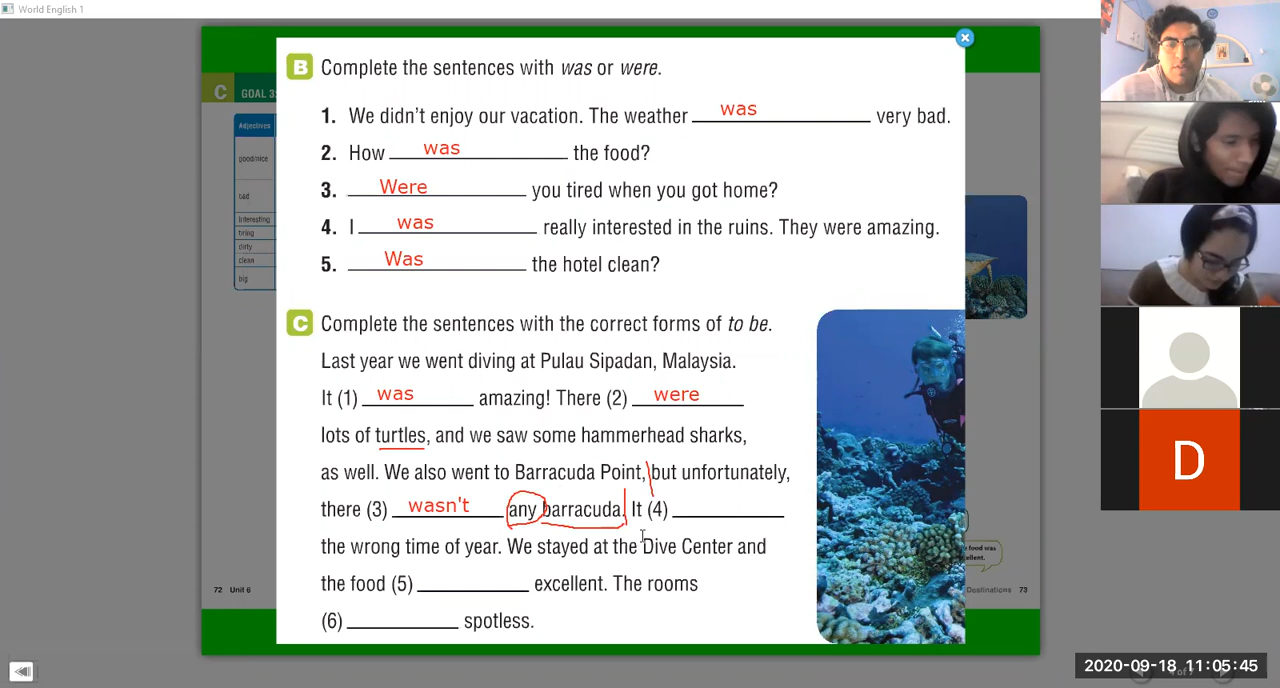 World English 1
C GOAL 3:
Adjectives
good/nice
bad
interesting
tiring
dirty
clean
big
B Complete the sentences with was or were.
1. We didn't enjoy our vacation. The weather was very bad.
2. How was the food?
3. Were you tired when you got home?
4. I was really interested in the ruins. They were amazing.
5. Was the hotel clean?
C Complete the sentences with the correct forms of to be.
Last year we went diving at Pulau Sipadan, Malaysia.
It (1) was amazing! There (2) were
lots of turtles, and we saw some hammerhead sharks,
as well. We also went to Barracuda Point, but unfortunately,
there (3) wasn't any barracuda. It (4)
the wrong time of year. We stayed at the Dive Center and
the food (5) excellent. The rooms
(6) spotless.
food was
72 Unit 6
Destinations 73
D
2020-09-18 11:05:45